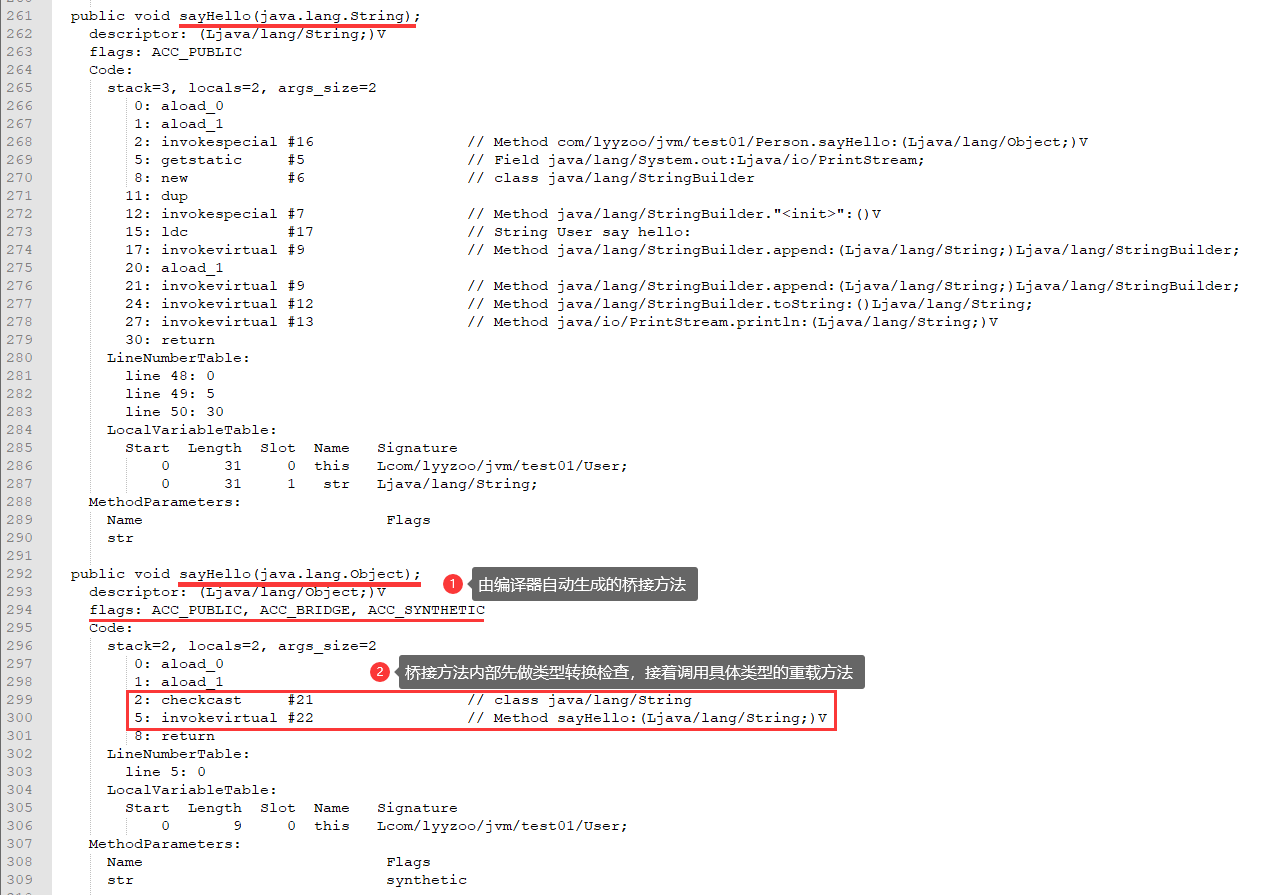 261 public void sayHello(java.lang.String);
262 descriptor: (Ljava/lang/String;)V
263 flags: ACC_PUBLIC
264 Code:
265 stack=3, locals=2, args_size=2
266 0: aload_0
267 1: aload_1
268 2: invokespecial #16 // Method com/lyyzoo/jvm/test01/Person.sayHello:(Ljava/lang/Object;)V
269 5: getstatic #5 // Field java/lang/System.out:Ljava/io/PrintStream;
270 8: new #6 // class java/lang/StringBuilder
271 11: dup
272 12: invokespecial #7 // Method java/lang/StringBuilder."<init>":()V
273 15: ldc #17 // String User say hello:
274 17: invokevirtual #9 // Method java/lang/StringBuilder.append:(Ljava/lang/String;)Ljava/lang/StringBuilder;
275 20: aload_1
276 21: invokevirtual #9 // Method java/lang/StringBuilder.append:(Ljava/lang/String;)Ljava/lang/StringBuilder;
277 24: invokevirtual #12 // Method java/lang/StringBuilder.toString:()Ljava/lang/String;
278 27: invokevirtual #13 // Method java/io/PrintStream.println:(Ljava/lang/String;)V
279 30: return
280 LineNumberTable:
281 line 48: 0
282 line 49: 5
283 line 50: 30
284 LocalVariableTable:
285 Start Length Slot Name Signature
286 0 31 0 this Lcom/lyyzoo/jvm/test01/User;
287 0 31 1 str Ljava/lang/String;
288 MethodParameters:
289 Name Flags
290 str
291
292 public void sayHello(java.lang.Object); 1 由编译器自动生成的桥接方法
293 descriptor: (Ljava/lang/Object;)V
294 flags: ACC_PUBLIC, ACC_BRIDGE, ACC_SYNTHETIC
295 Code:
296 stack=2, locals=2, args_size=2
297 0: aload_0
298 1: aload_1 2 桥接方法内部先做类型转换检查，接着调用具体类型的重载方法
299 2: checkcast #21 // class java/lang/String
300 5: invokevirtual #22 // Method sayHello:(Ljava/lang/String;)V
301 8: return
302 LineNumberTable:
303 line 5: 0
304 LocalVariableTable:
305 Start Length Slot Name Signature
306 0 9 0 this Lcom/lyyzoo/jvm/test01/User;
307 MethodParameters:
308 Name Flags
309 str synthetic